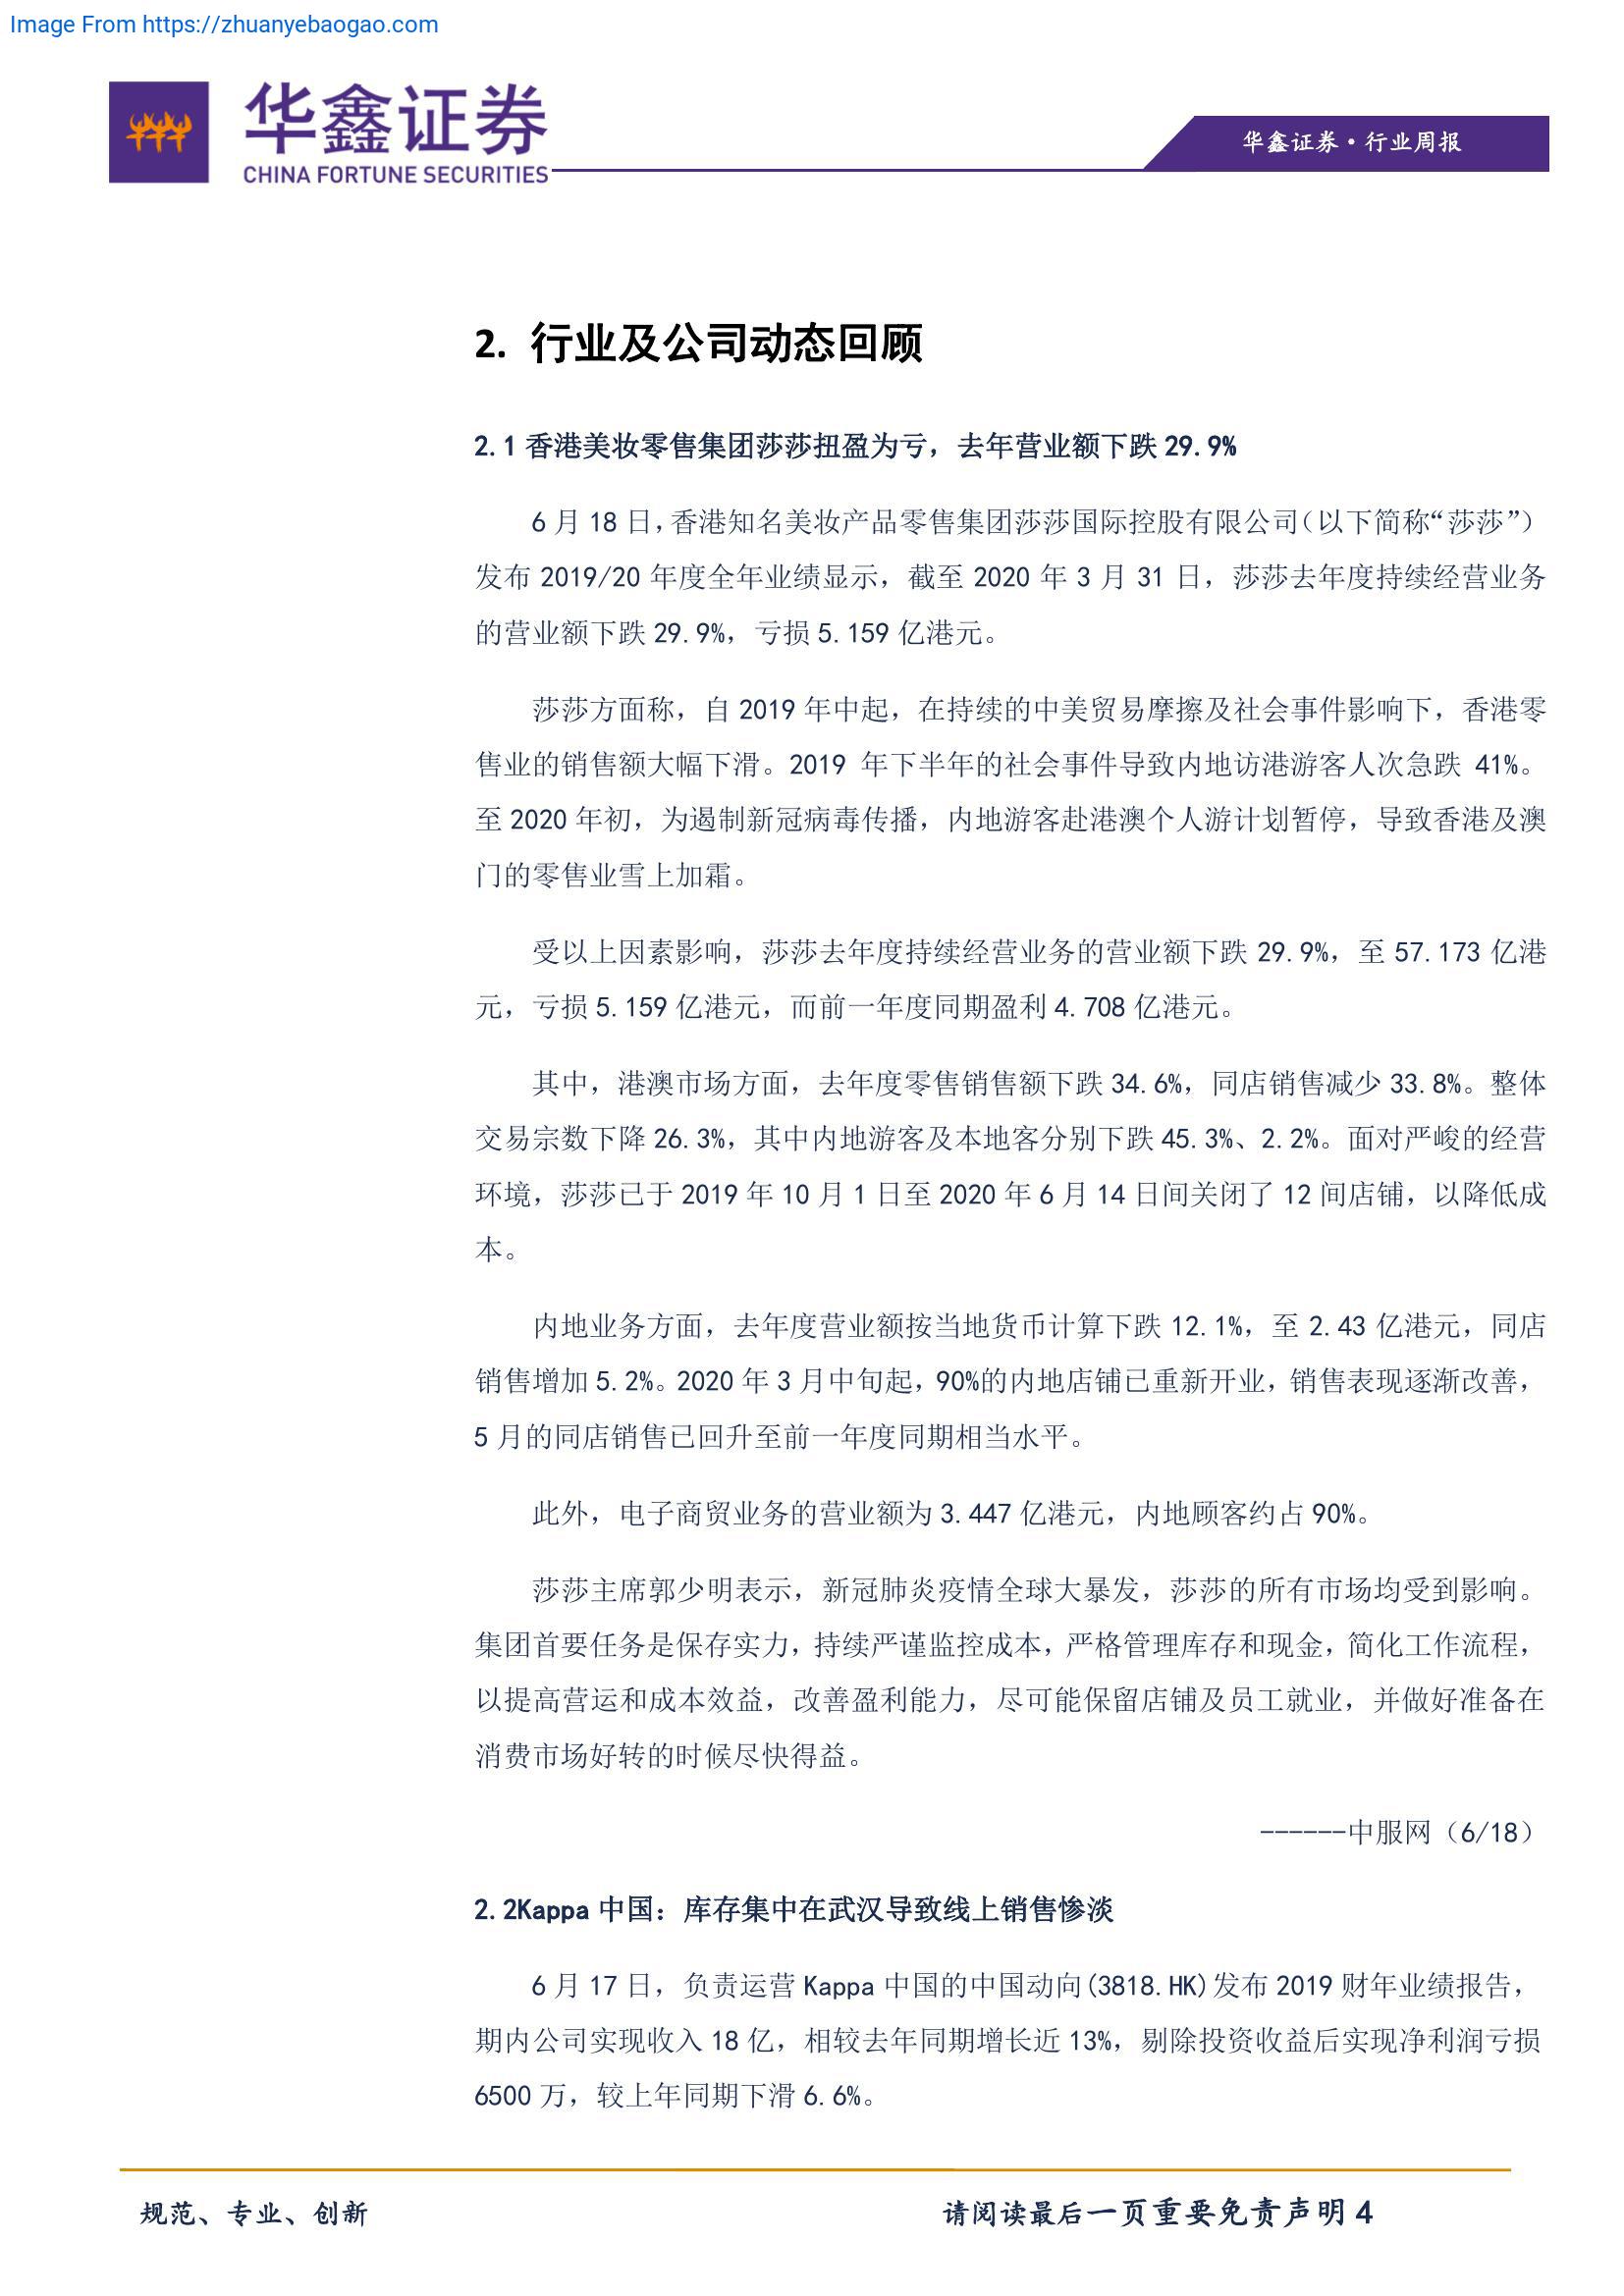 Image From https://zhuanyebaogao.com
华鑫证券
CHINA FORTUNE SECURITIES
华鑫证券·行业周报
2. 行业及公司动态回顾
2.1 香港美妆零售集团莎莎扭盈为亏，去年营业额下跌 29.9%
6 月 18 日，香港知名美妆产品零售集团莎莎国际控股有限公司（以下简称“莎莎”）
发布 2019/20 年度全年业绩显示，截至 2020 年 3 月 31 日，莎莎去年度持续经营业务
的营业额下跌 29.9%，亏损 5.159 亿港元。
莎莎方面称，自 2019 年中起，在持续的中美贸易摩擦及社会事件影响下，香港零
售业的销售额大幅下滑。2019 年下半年的社会事件导致内地访港游客人次急跌 41%。
至 2020 年初，为遏制新冠病毒传播，内地游客赴港澳个人游计划暂停，导致香港及澳
门的零售业雪上加霜。
受以上因素影响，莎莎去年度持续经营业务的营业额下跌 29.9%，至 57.173 亿港
元，亏损 5.159 亿港元，而前一年度同期盈利 4.708 亿港元。
其中，港澳市场方面，去年度零售销售额下跌 34.6%，同店销售减少 33.8%。整体
交易宗数下降 26.3%，其中内地游客及本地客分别下跌 45.3%、2.2%。面对严峻的经营
环境，莎莎已于 2019 年 10 月 1 日至 2020 年 6 月 14 日间关闭了 12 间店铺，以降低成
本。
内地业务方面，去年度营业额按当地货币计算下跌 12.1%，至 2.43 亿港元，同店
销售增加 5.2%。2020 年 3 月中旬起，90%的内地店铺已重新开业，销售表现逐渐改善，
5 月的同店销售已回升至前一年度同期相当水平。
此外，电子商贸业务的营业额为 3.447 亿港元，内地顾客约占 90%。
莎莎主席郭少明表示，新冠肺炎疫情全球大暴发，莎莎的所有市场均受到影响。
集团首要任务是保存实力，持续严谨监控成本，严格管理库存和现金，简化工作流程，
以提高营运和成本效益，改善盈利能力，尽可能保留店铺及员工就业，并做好准备在
消费市场好转的时候尽快得益。
------中服网（6/18）
2.2Kappa 中国：库存集中在武汉导致线上销售惨淡
6 月 17 日，负责运营 Kappa 中国的中国动向(3818.HK)发布 2019 财年业绩报告，
期内公司实现收入 18 亿，相较去年同期增长近 13%，剔除投资收益后实现净利润亏损
6500 万，较上年同期下滑 6.6%。
规范、专业、创新
请阅读最后一页重要免责声明 4